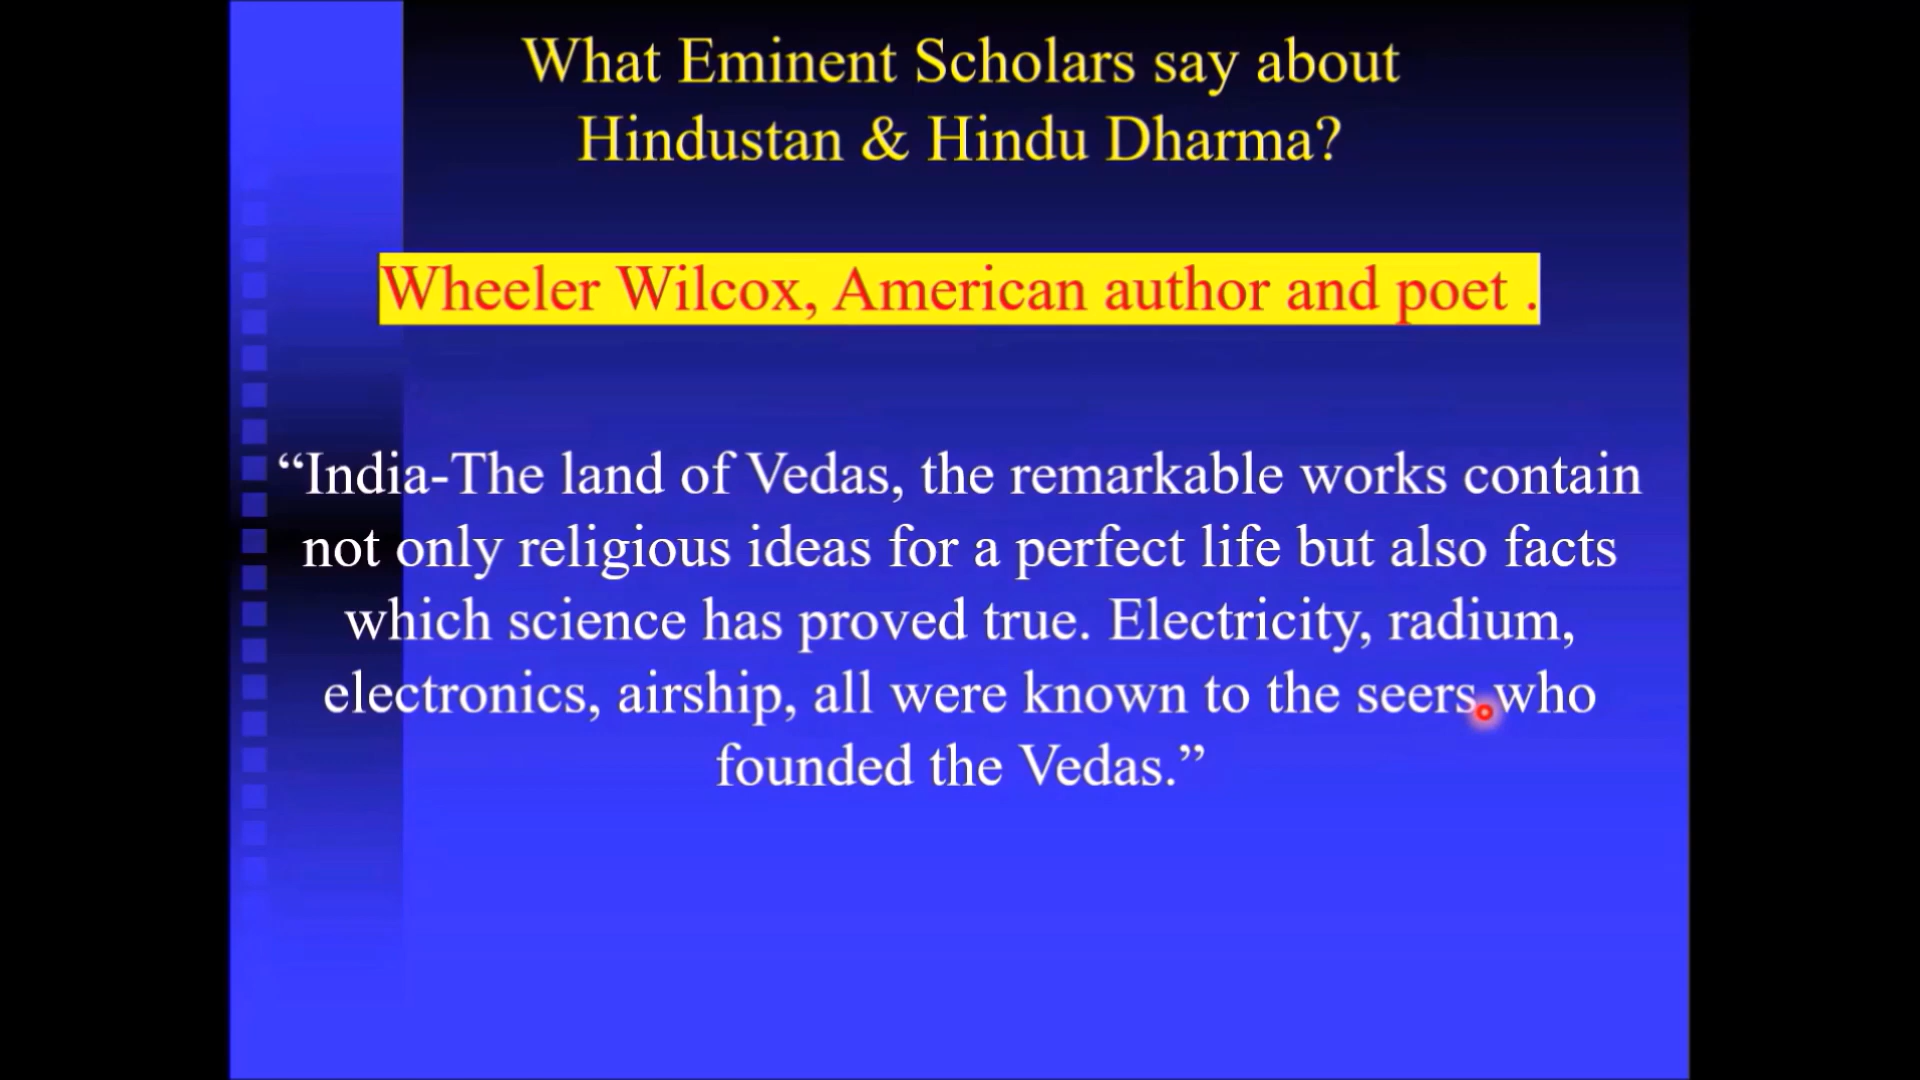 What Eminent Scholars say about
Hindustan & Hindu Dharma?
Wheeler Wilcox, American author and poet .
“India-The land of Vedas, the remarkable works contain
not only religious ideas for a perfect life but also facts
which science has proved true. Electricity, radium,
electronics, airship, all were known to the seers who
founded the Vedas.”